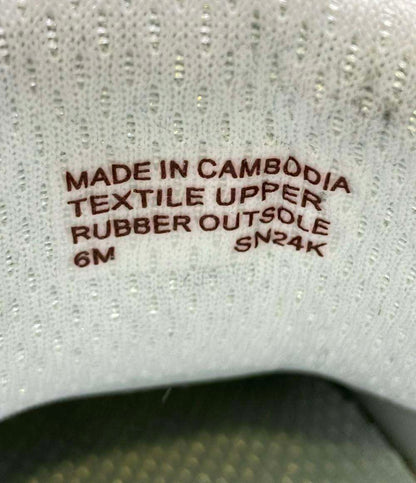 MADE IN CAMBODIA
TEXTILE UPPER
RUBBER OUTSOLE
6M SN24K